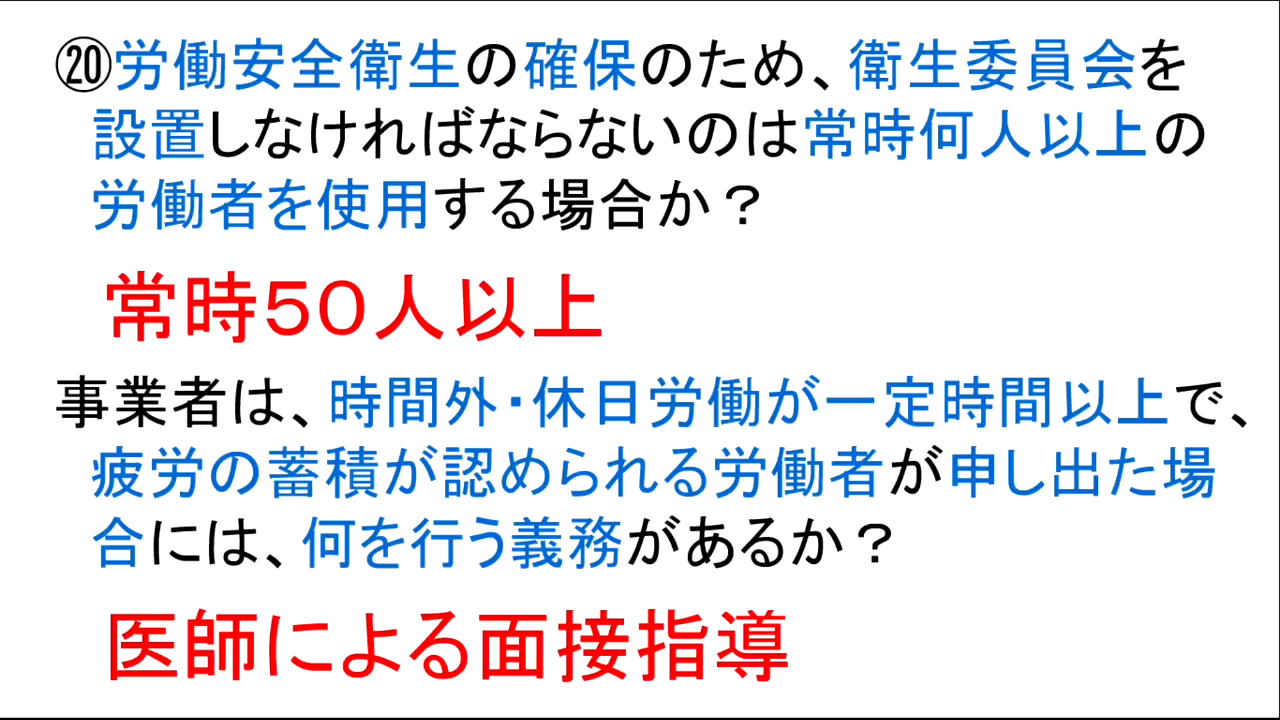 ⑳労働安全衛生の確保のため、衛生委員会を
設置しなければならないのは常時何人以上の
労働者を使用する場合か？
常時５０人以上
事業者は、時間外・休日労働が一定時間以上で、
疲労の蓄積が認められる労働者が申し出た場
合には、何を行う義務があるか？
医師による面接指導